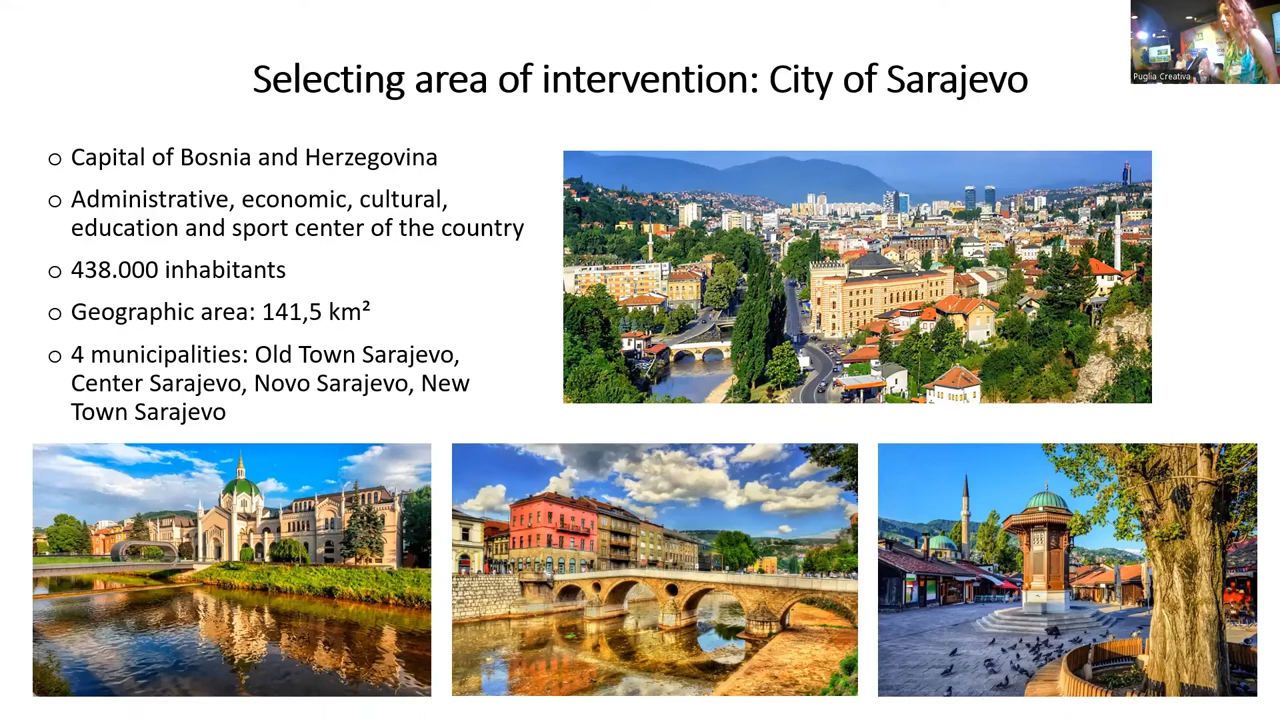 Puglia Creativa
Selecting area of intervention: City of Sarajevo
o Capital of Bosnia and Herzegovina
o Administrative, economic, cultural,
education and sport center of the country
o 438.000 inhabitants
o Geographic area: 141,5 km²
o 4 municipalities: Old Town Sarajevo,
Center Sarajevo, Novo Sarajevo, New
Town Sarajevo